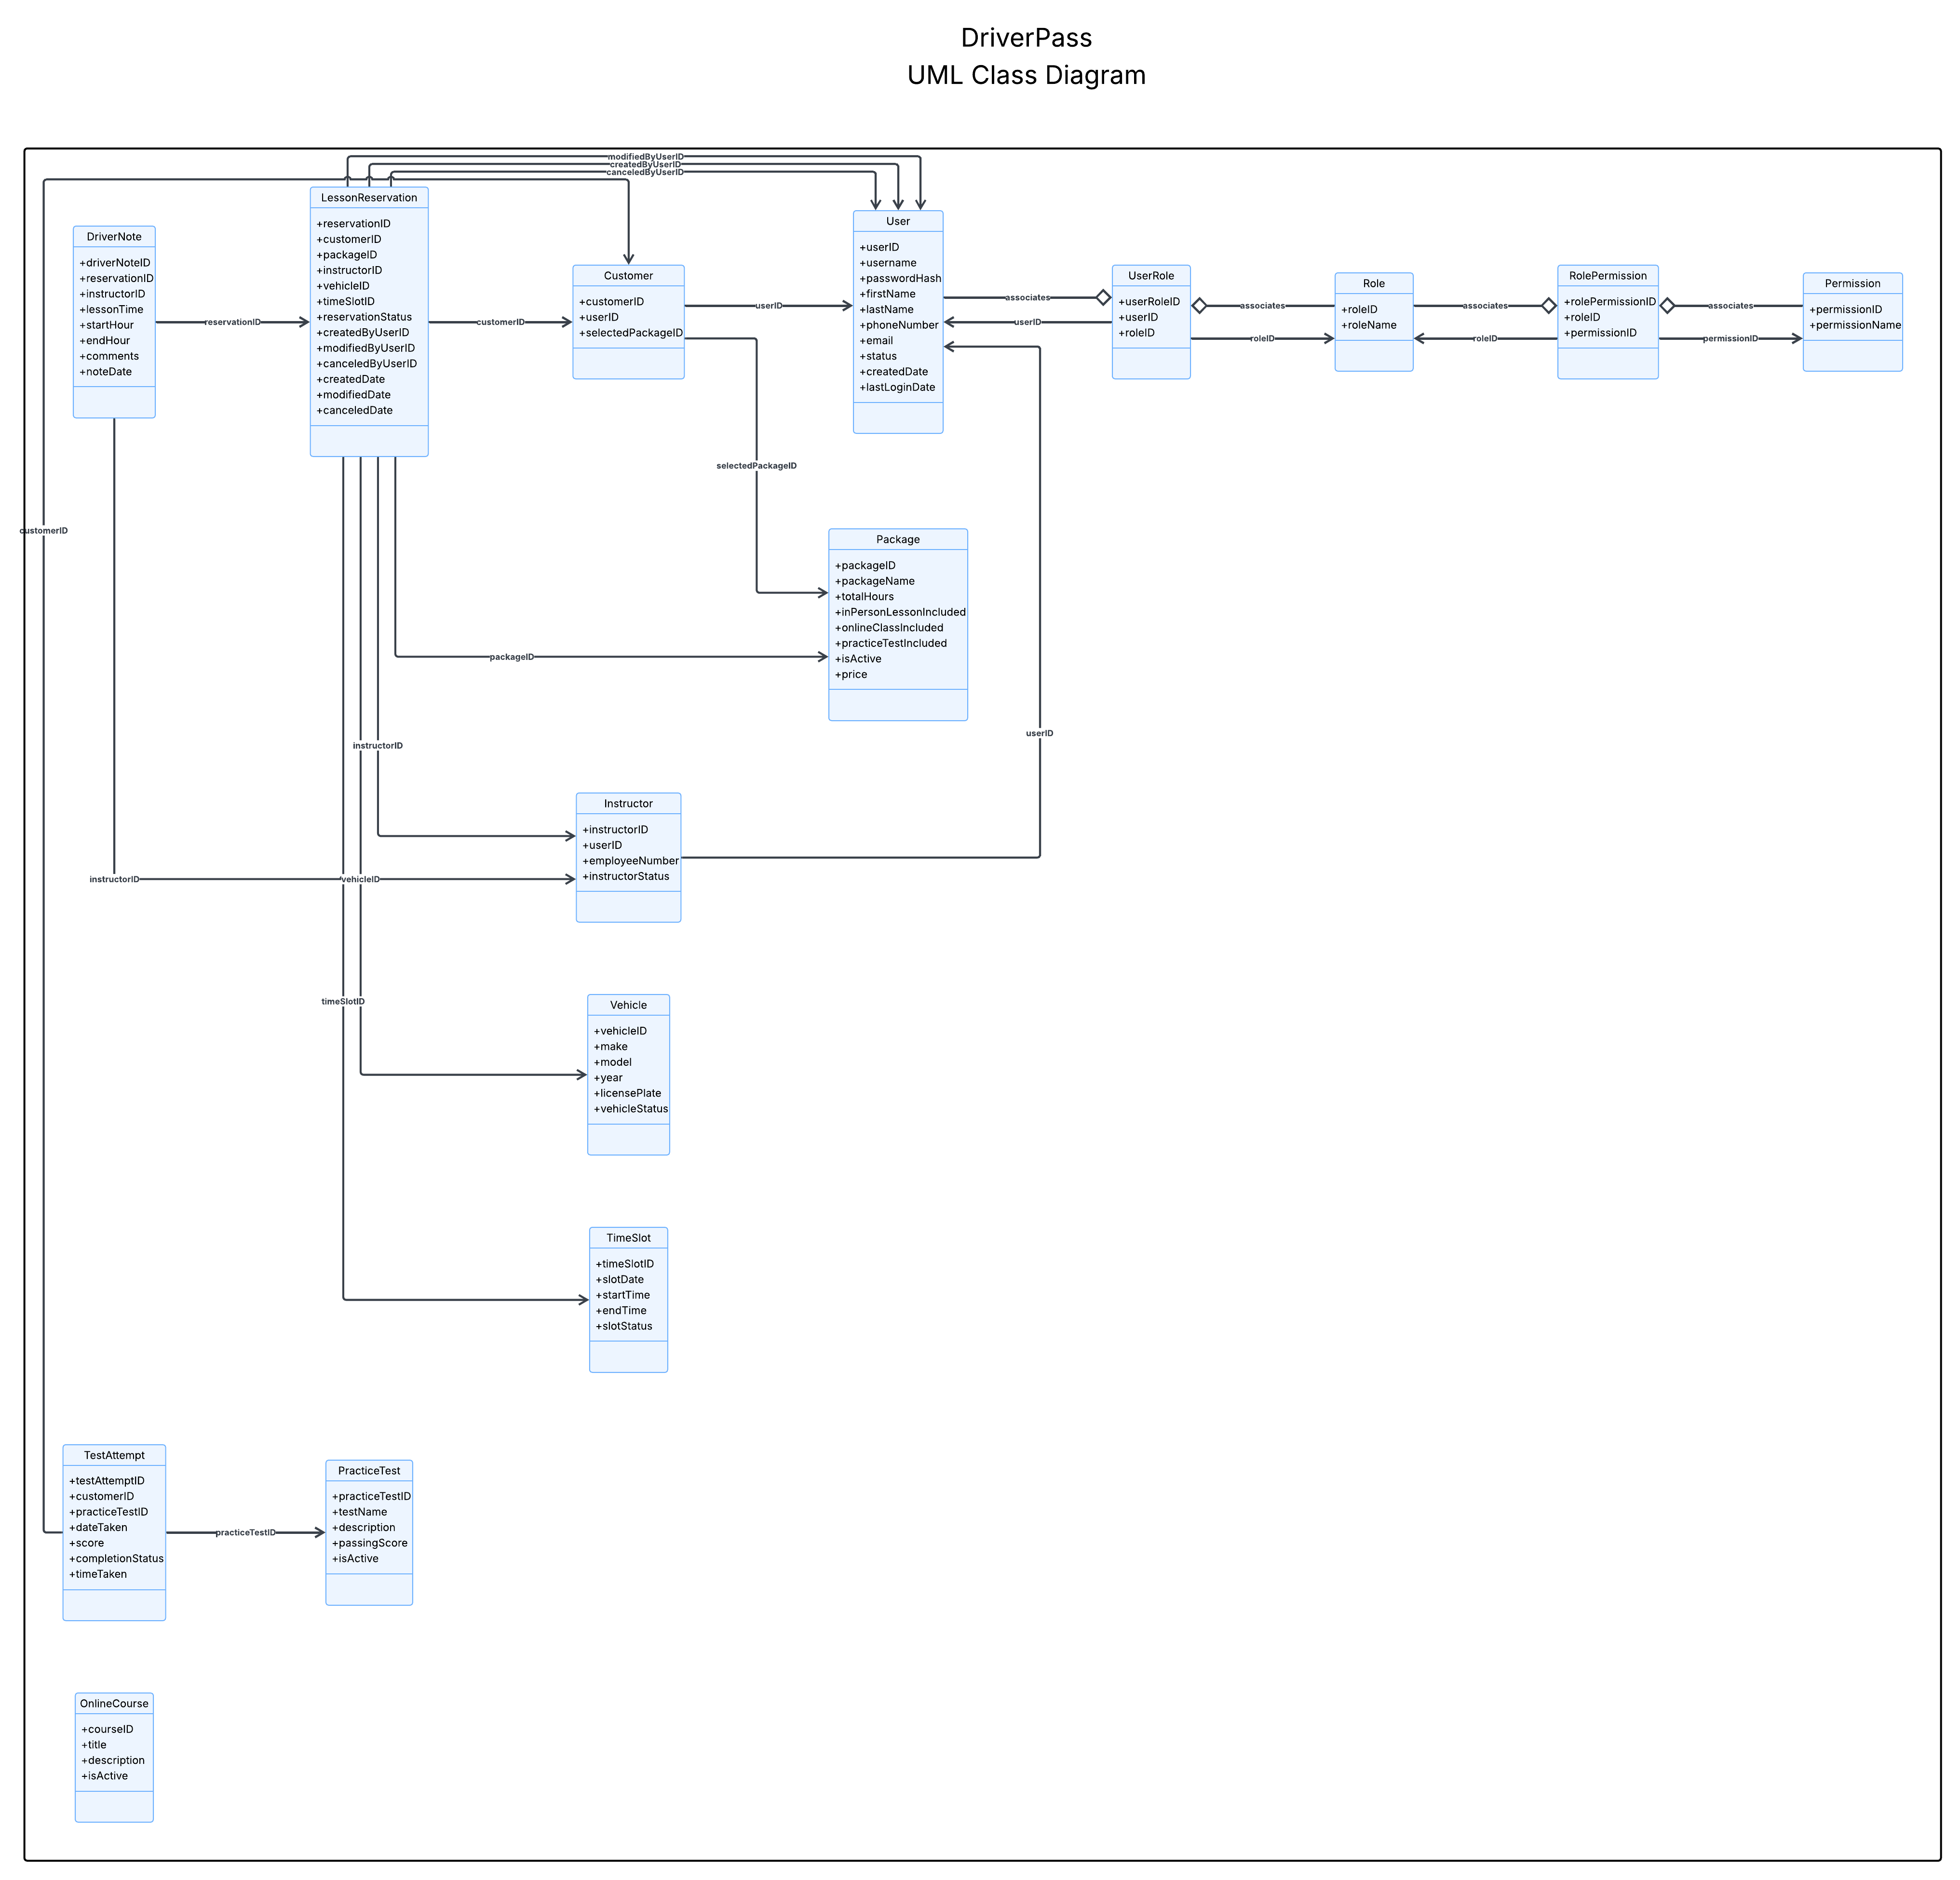 DriverPass
UML Class Diagram
modifiedByUserID
createdByUserID
canceledByUserID
LessonReservation
+reservationID
+customerID
+packageID
+instructorID
+vehicleID
+timeSlotID
+reservationStatus
+createdByUserID
+modifiedByUserID
+canceledByUserID
+createdDate
+modifiedDate
+canceledDate
DriverNote
+driverNoteID
+reservationID
+instructorID
+lessonTime
+startHour
+endHour
+comments
+noteDate
reservationID
customerID
Customer
+customerID
+userID
+selectedPackageID
userID
User
+userID
+username
+passwordHash
+firstName
+lastName
+phoneNumber
+email
+status
+createdDate
+lastLoginDate
associates
userID
UserRole
+userRoleID
+userID
+roleID
associates
roleID
Role
+roleID
+roleName
associates
roleID
RolePermission
+rolePermissionID
+roleID
+permissionID
associates
permissionID
Permission
+permissionID
+permissionName
selectedPackageID
customerID
Package
+packageID
+packageName
+totalHours
+inPersonLessonIncluded
+onlineClassIncluded
+practiceTestIncluded
+isActive
+price
packageID
userID
instructorID
Instructor
+instructorID
+userID
+employeeNumber
+instructorStatus
instructorID
vehicleID
timeSlotID
Vehicle
+vehicleID
+make
+model
+year
+licensePlate
+vehicleStatus
TimeSlot
+timeSlotID
+slotDate
+startTime
+endTime
+slotStatus
TestAttempt
+testAttemptID
+customerID
+practiceTestID
+dateTaken
+score
+completionStatus
+timeTaken
practiceTestID
PracticeTest
+practiceTestID
+testName
+description
+passingScore
+isActive
OnlineCourse
+courseID
+title
+description
+isActive